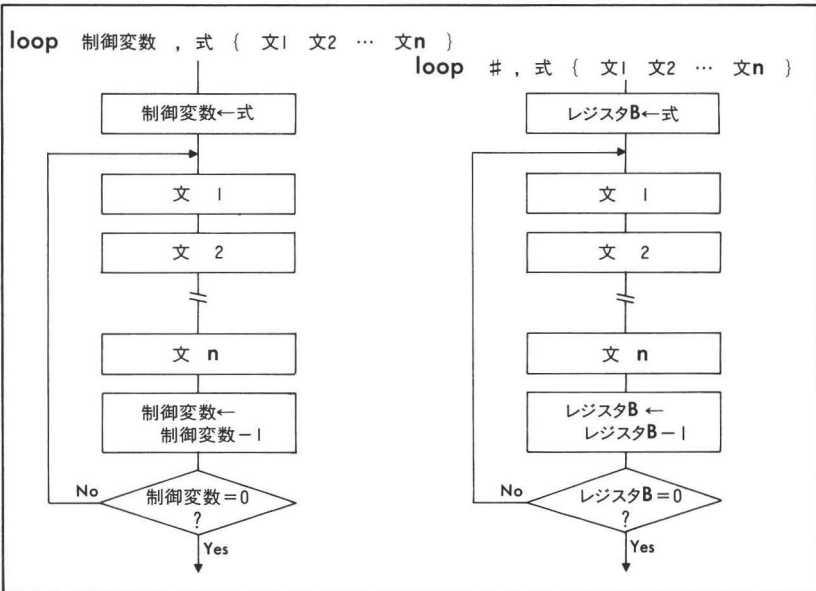 loop 制御変数 , 式 { 文1 文2 … 文n }
制御変数←式
文 1
文 2
文 n
制御変数←
制御変数−1
制御変数=0
?
No
Yes
loop # , 式 { 文1 文2 … 文n }
レジスタB←式
文 1
文 2
文 n
レジスタB←
レジスタB−1
レジスタB=0
?
No
Yes